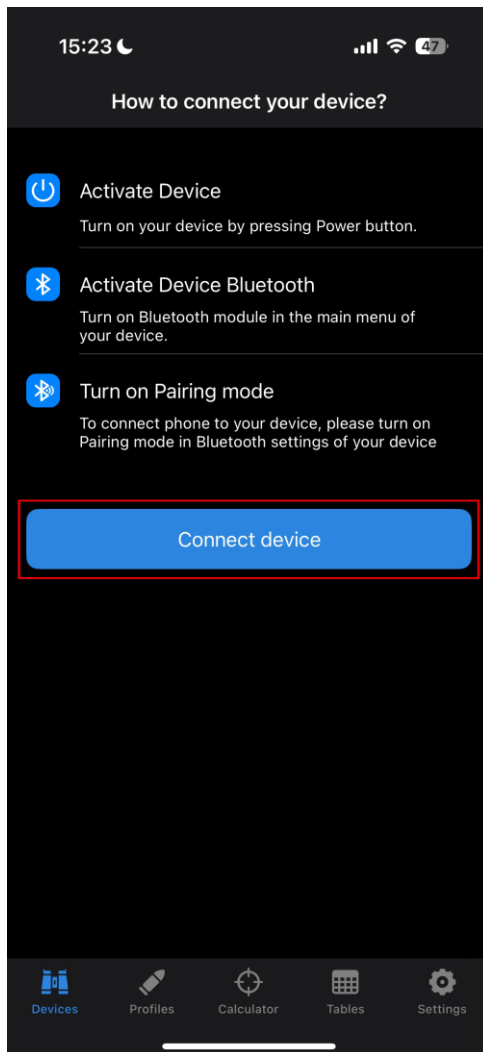 15:23
47
How to connect your device?
Activate Device
Turn on your device by pressing Power button.
Activate Device Bluetooth
Turn on Bluetooth module in the main menu of
your device.
Turn on Pairing mode
To connect phone to your device, please turn on
Pairing mode in Bluetooth settings of your device
Connect device
Devices
Profiles
Calculator
Tables
Settings